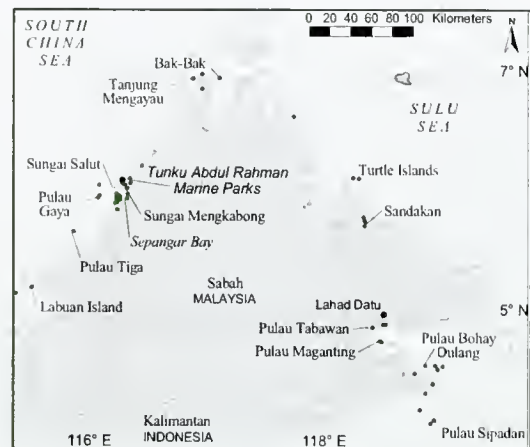 SOUTH
CHINA
SEA
Bak-Bak
Tanjung
Mengayau
0 20 40 60 80 100
Kilometers
N
7° N
SULU
SEA
Sungai Salut
Tunku Abdul Rahman
Marine Parks
Turtle Islands
Pulau
Gaya
Sungai Mengkabong
Sandakan
Sepangar Bay
Pulau Tiga
Sabah
MALAYSIA
Labuan Island
Lahad Datu
5° N
Pulau Tabawan
Pulau Bohay
Dulang
Pulau Maganting
Kalimantan
INDONESIA
116° E
118° E
Pulau Sipadan